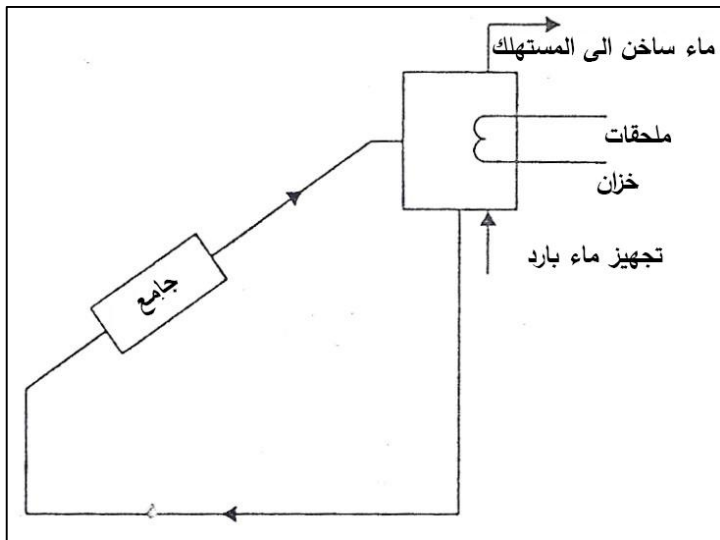 ماء ساخن الى المستهلك
ملحقات
خزان
تجهيز ماء بارد
جامع